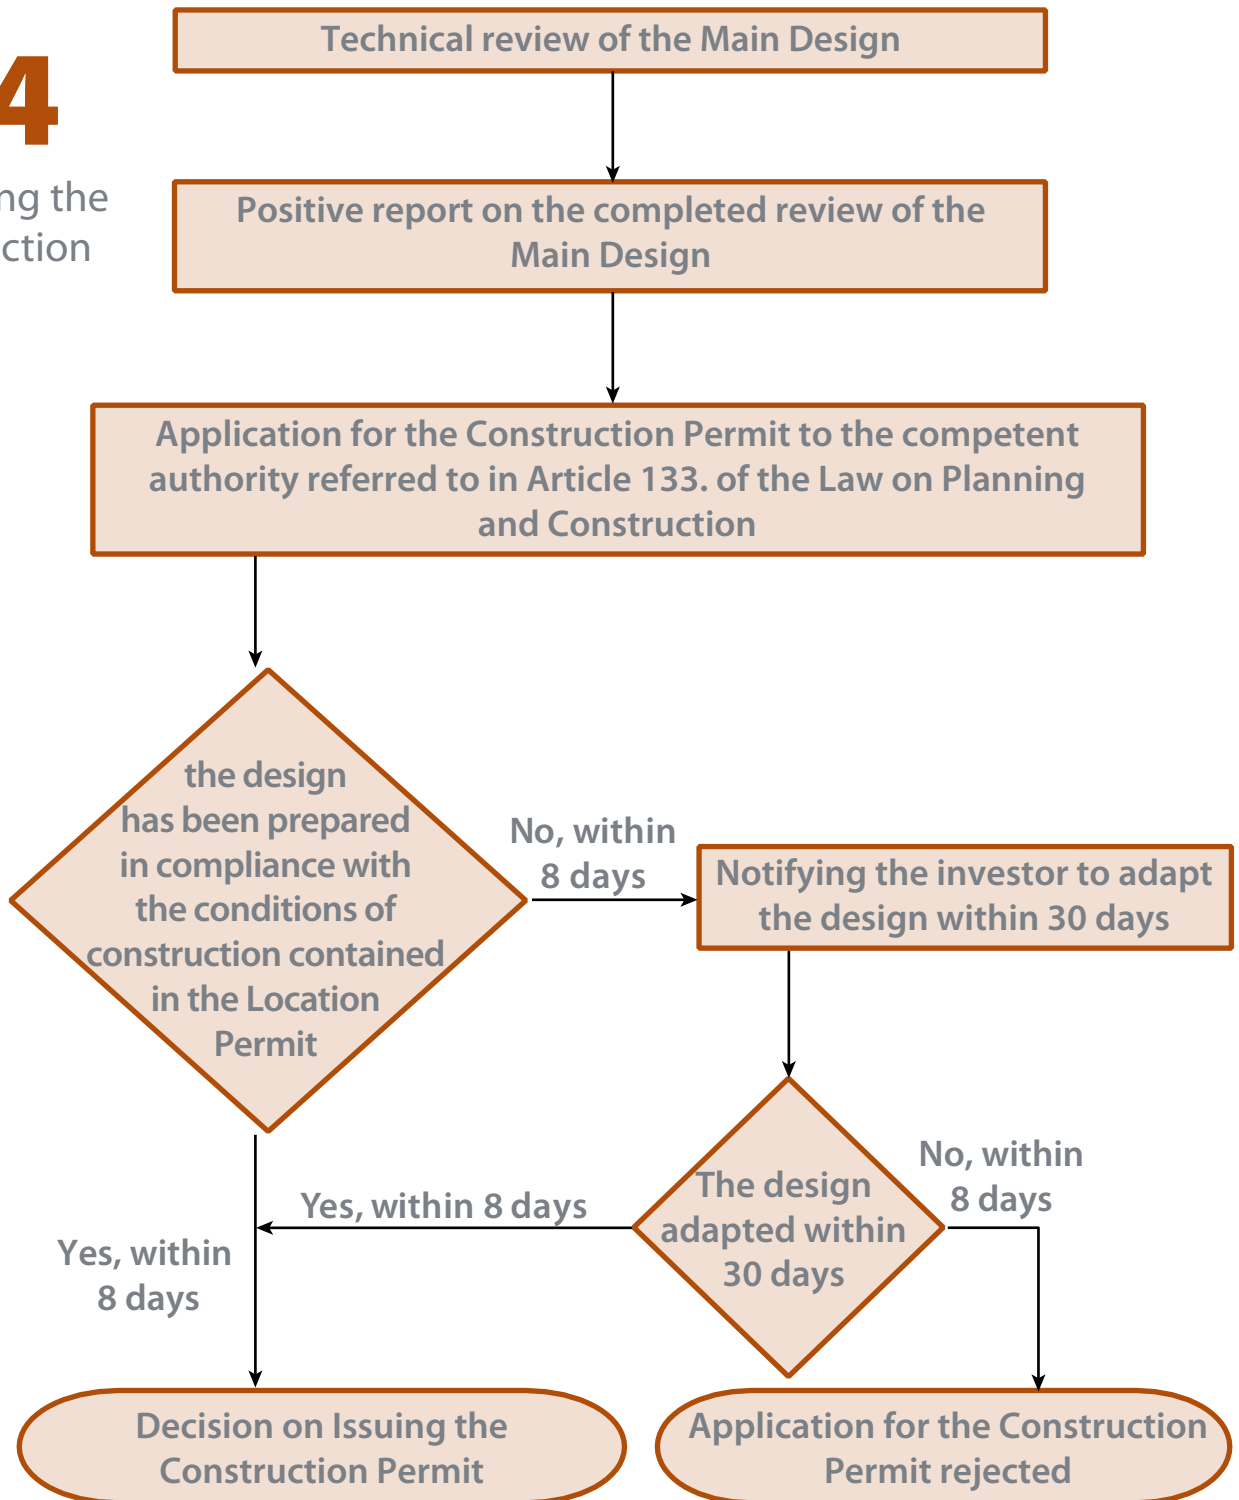 Technical review of the Main Design
4
ng the
ction
Positive report on the completed review of the
Main Design
Application for the Construction Permit to the competent
authority referred to in Article 133. of the Law on Planning
and Construction
the design
has been prepared
in compliance with
the conditions of
construction contained
in the Location
Permit
No, within
8 days
Notifying the investor to adapt
the design within 30 days
The design
adapted within
30 days
No, within
8 days
Yes, within 8 days
Yes, within
8 days
Decision on Issuing the
Construction Permit
Application for the Construction
Permit rejected